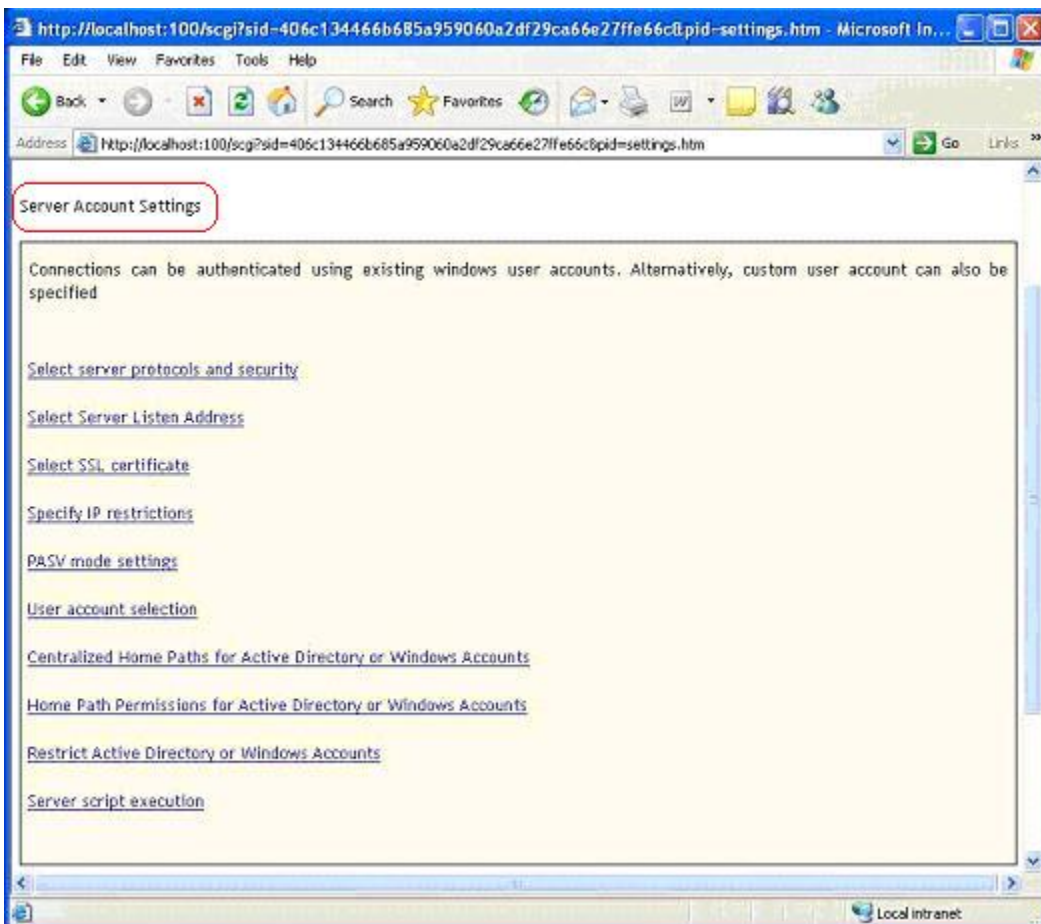 http://localhost:100/scgi?sid=406c134466b685a959060a2df29ca66e27ffe66c&pid=settings.htm - Microsoft In...
File Edit View Favorites Tools Help
Back Search Favorites
Address http://localhost:100/scgi?sid=406c134466b685a959060a2df29ca66e27ffe66c&pid=settings.htm Go Links »
Server Account Settings
Connections can be authenticated using existing windows user accounts. Alternatively, custom user account can also be
specified
Select server protocols and security
Select Server Listen Address
Select SSL certificate
Specify IP restrictions
PASV mode settings
User account selection
Centralized Home Paths for Active Directory or Windows Accounts
Home Path Permissions for Active Directory or Windows Accounts
Restrict Active Directory or Windows Accounts
Server script execution
Local intranet